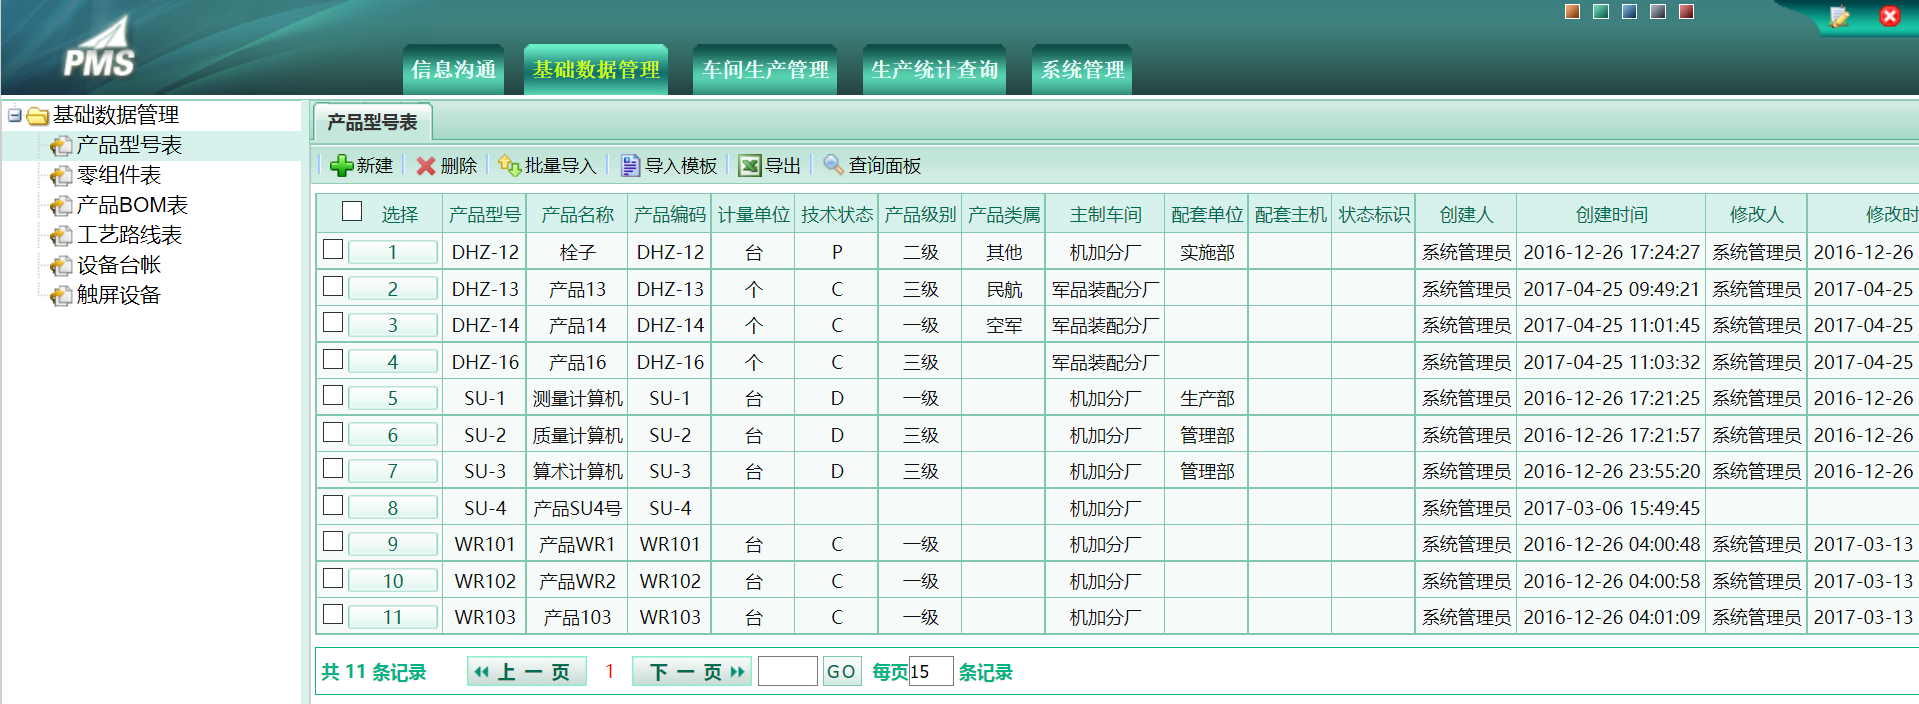 PMS
信息沟通 基础数据管理 车间生产管理 生产统计查询 系统管理
基础数据管理
产品型号表
零组件表
产品BOM表
工艺路线表
设备台帐
触屏设备
产品型号表
新建 删除 批量导入 导入模板 导出 查询面板
选择 产品型号 产品名称 产品编码 计量单位 技术状态 产品级别 产品类属 主制车间 配套单位 配套主机 状态标识 创建人 创建时间 修改人 修改时
1 DHZ-12 栓子 DHZ-12 台 P 二级 其他 机加分厂 实施部 系统管理员 2016-12-26 17:24:27 系统管理员 2016-12-26
2 DHZ-13 产品13 DHZ-13 个 C 三级 民航 军品装配分厂 系统管理员 2017-04-25 09:49:21 系统管理员 2017-04-25
3 DHZ-14 产品14 DHZ-14 个 C 一级 空军 军品装配分厂 系统管理员 2017-04-25 11:01:45 系统管理员 2017-04-25
4 DHZ-16 产品16 DHZ-16 个 C 三级 军品装配分厂 系统管理员 2017-04-25 11:03:32 系统管理员 2017-04-25
5 SU-1 测量计算机 SU-1 台 D 一级 机加分厂 生产部 系统管理员 2016-12-26 17:21:25 系统管理员 2016-12-26
6 SU-2 质量计算机 SU-2 台 D 三级 机加分厂 管理部 系统管理员 2016-12-26 17:21:57 系统管理员 2016-12-26
7 SU-3 算术计算机 SU-3 台 D 三级 机加分厂 管理部 系统管理员 2016-12-26 23:55:20 系统管理员 2016-12-26
8 SU-4 产品SU4号 SU-4 机加分厂 系统管理员 2017-03-06 15:49:45
9 WR101 产品WR1 WR101 台 C 一级 机加分厂 系统管理员 2016-12-26 04:00:48 系统管理员 2017-03-13
10 WR102 产品WR2 WR102 台 C 一级 机加分厂 系统管理员 2016-12-26 04:00:58 系统管理员 2017-03-13
11 WR103 产品103 WR103 台 C 一级 机加分厂 系统管理员 2016-12-26 04:01:09 系统管理员 2017-03-13
共 11 条记录 上一页 1 下一页 GO 每页 15 条记录